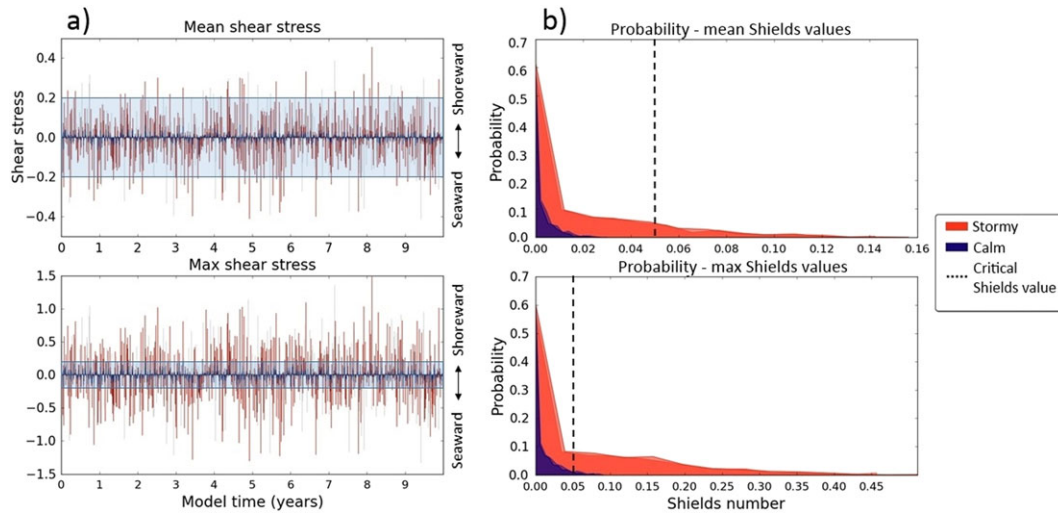 a)
Mean shear stress
0.4
0.2
0.0
−0.2
−0.4
Shear stress
Seaward
Shoreward
0 1 2 3 4 5 6 7 8 9
Max shear stress
1.5
1.0
0.5
0.0
−0.5
−1.0
−1.5
Seaward
Shoreward
0 1 2 3 4 5 6 7 8 9
Model time (years)
b)
Probability - mean Shields values
0.7
0.6
0.5
0.4
0.3
0.2
0.1
0.0
Probability
0.00 0.02 0.04 0.06 0.08 0.10 0.12 0.14 0.16
Probability - max Shields values
0.7
0.6
0.5
0.4
0.3
0.2
0.1
0.0
Probability
0.00 0.05 0.10 0.15 0.20 0.25 0.30 0.35 0.40 0.45
Shields number
Stormy
Calm
Critical
Shields value